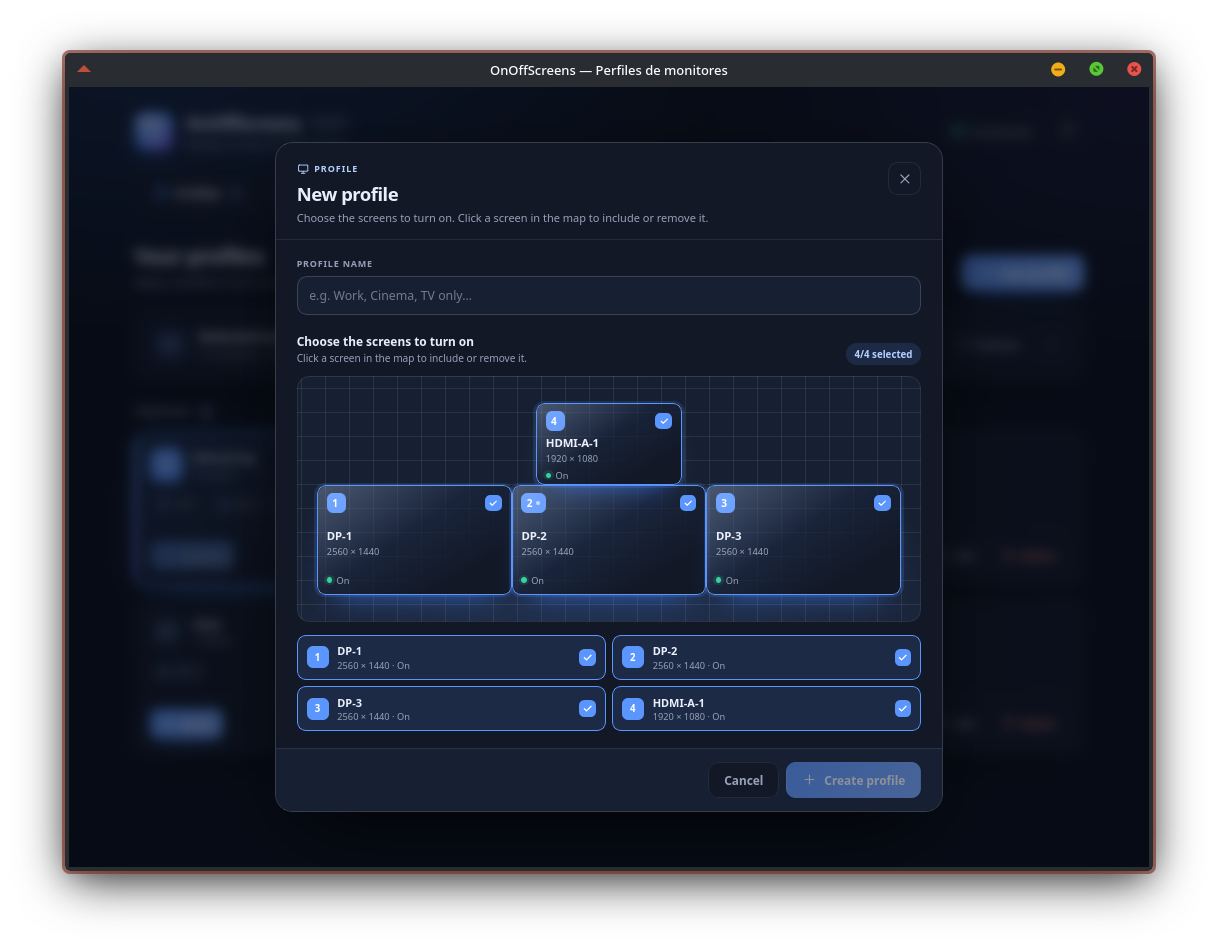 OnOffScreens — Perfiles de monitores
PROFILE
New profile
Choose the screens to turn on. Click a screen in the map to include or remove it.
PROFILE NAME
e.g. Work, Cinema, TV only...
Choose the screens to turn on
Click a screen in the map to include or remove it.
4/4 selected
4
HDMI-A-1
1920 × 1080
On
1
DP-1
2560 × 1440
On
2
DP-2
2560 × 1440
On
3
DP-3
2560 × 1440
On
1
DP-1
2560 × 1440 · On
2
DP-2
2560 × 1440 · On
3
DP-3
2560 × 1440 · On
4
HDMI-A-1
1920 × 1080 · On
Cancel
+ Create profile